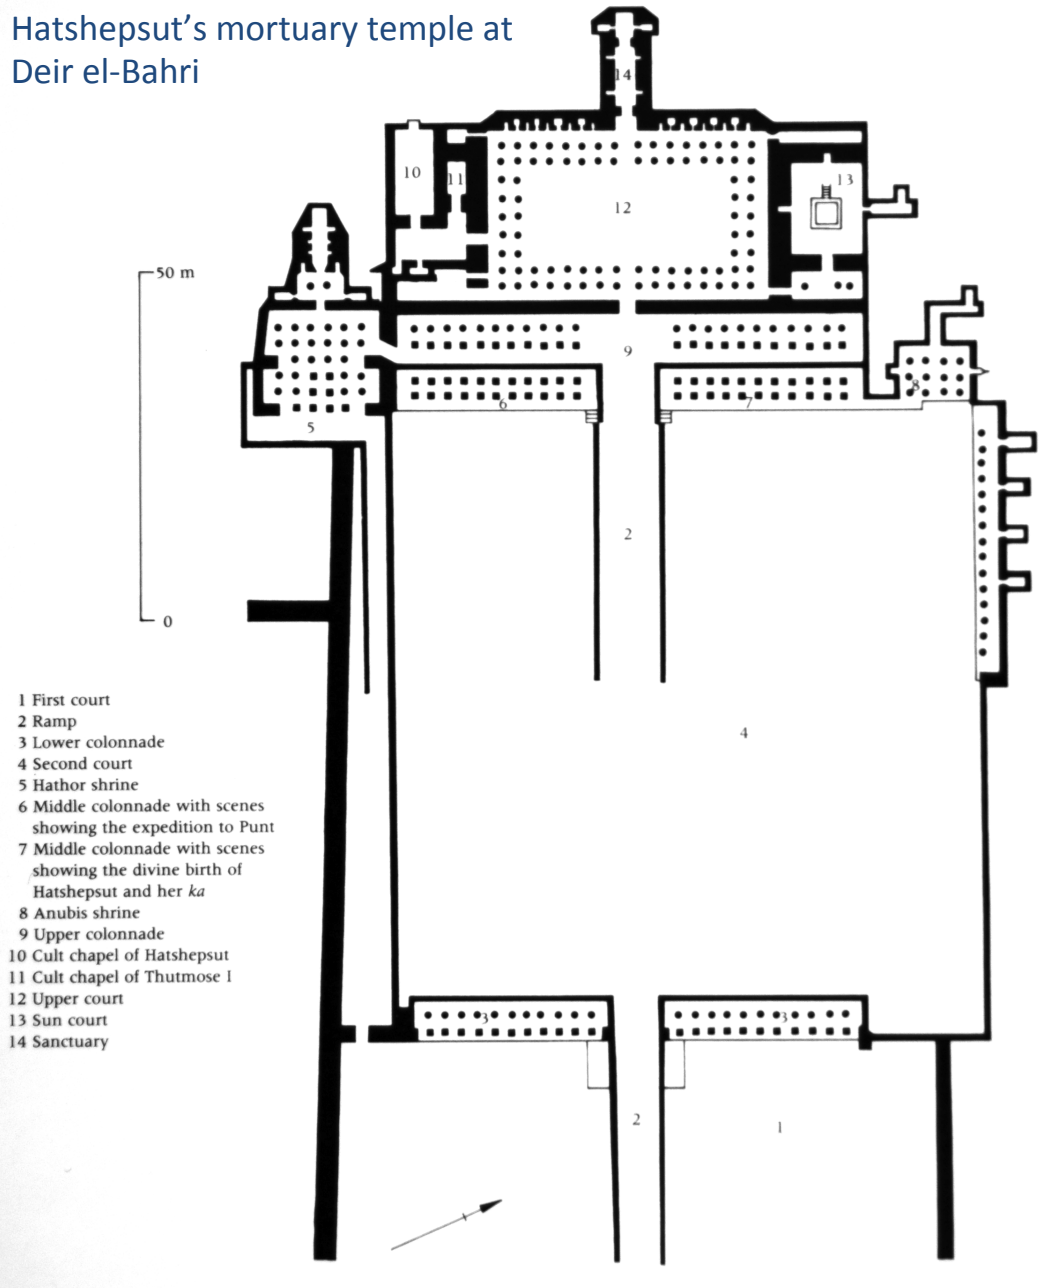 Hatshepsut’s mortuary temple at
Deir el-Bahri
14
10
11
12
13
50 m
9
8
6
7
5
2
0
4
1 First court
2 Ramp
3 Lower colonnade
4 Second court
5 Hathor shrine
6 Middle colonnade with scenes
showing the expedition to Punt
7 Middle colonnade with scenes
showing the divine birth of
Hatshepsut and her ka
8 Anubis shrine
9 Upper colonnade
10 Cult chapel of Hatshepsut
11 Cult chapel of Thutmose I
12 Upper court
13 Sun court
14 Sanctuary
3
3
2
1